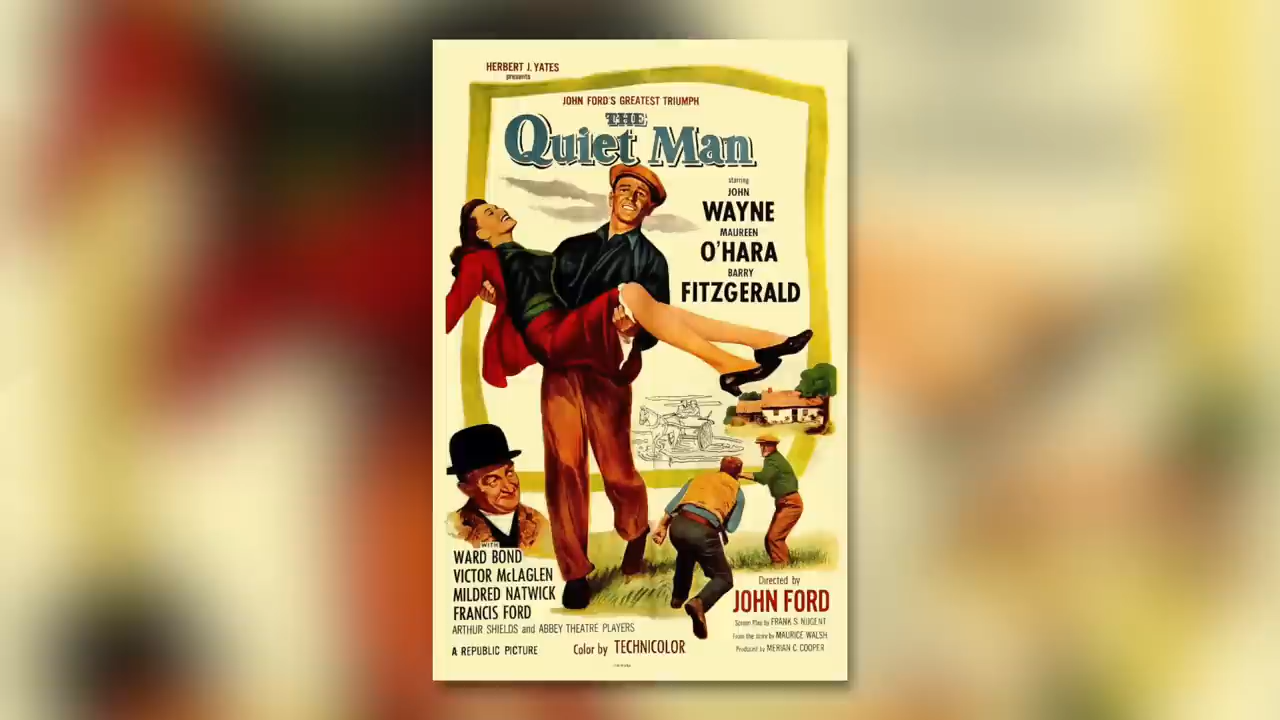 HERBERT J. YATES
presents
JOHN FORD'S GREATEST TRIUMPH
THE
Quiet Man
starring
JOHN
WAYNE
MAUREEN
O'HARA
BARRY
FITZGERALD
WITH
WARD BOND
VICTOR McLAGLEN
MILDRED NATWICK
FRANCIS FORD
ARTHUR SHIELDS and ABBEY THEATRE PLAYERS
A REPUBLIC PICTURE
Color by TECHNICOLOR
Directed by
JOHN FORD
Screen Play by FRANK S. NUGENT
From the story by MAURICE WALSH
Produced by MERIAN C. COOPER